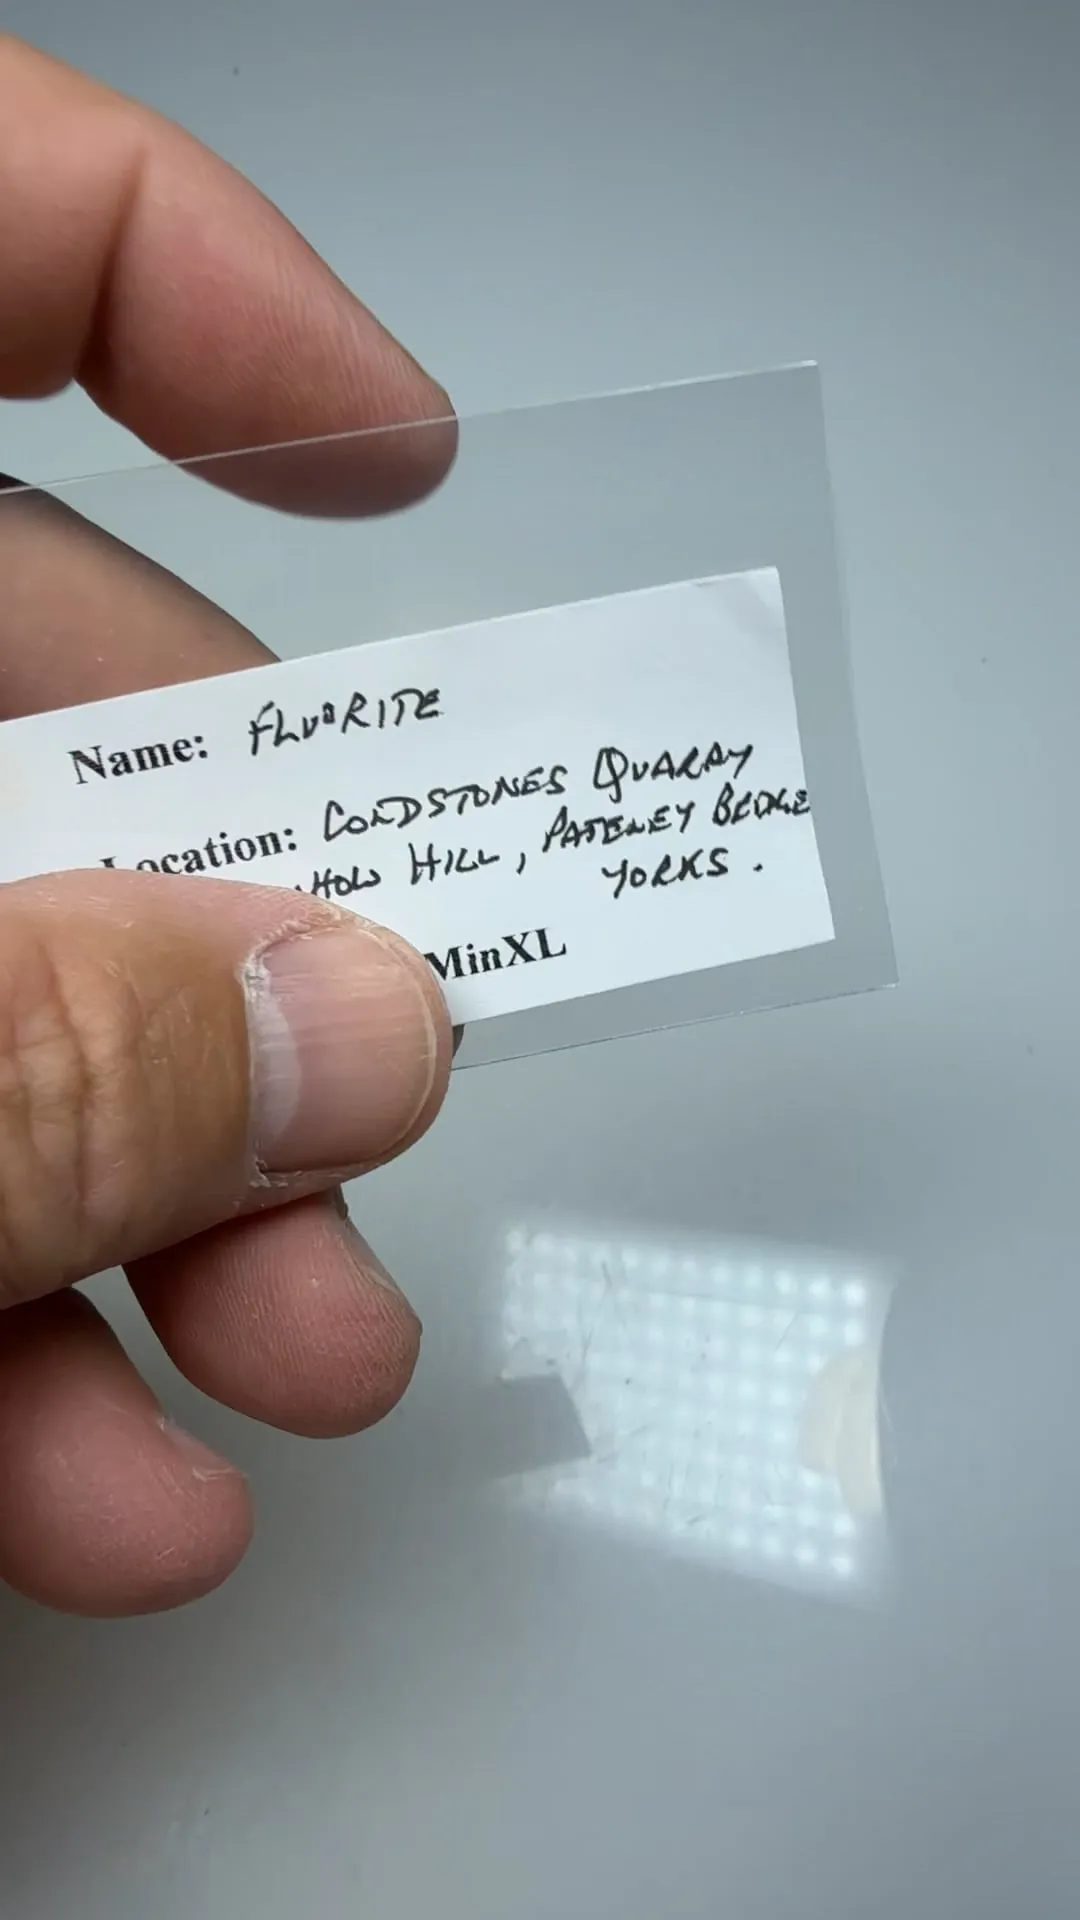 Name: FLUORITE
Location: COLDSTONES QUARRY
HOW HILL, PATELEY BRIDGE
YORKS.
MinXL